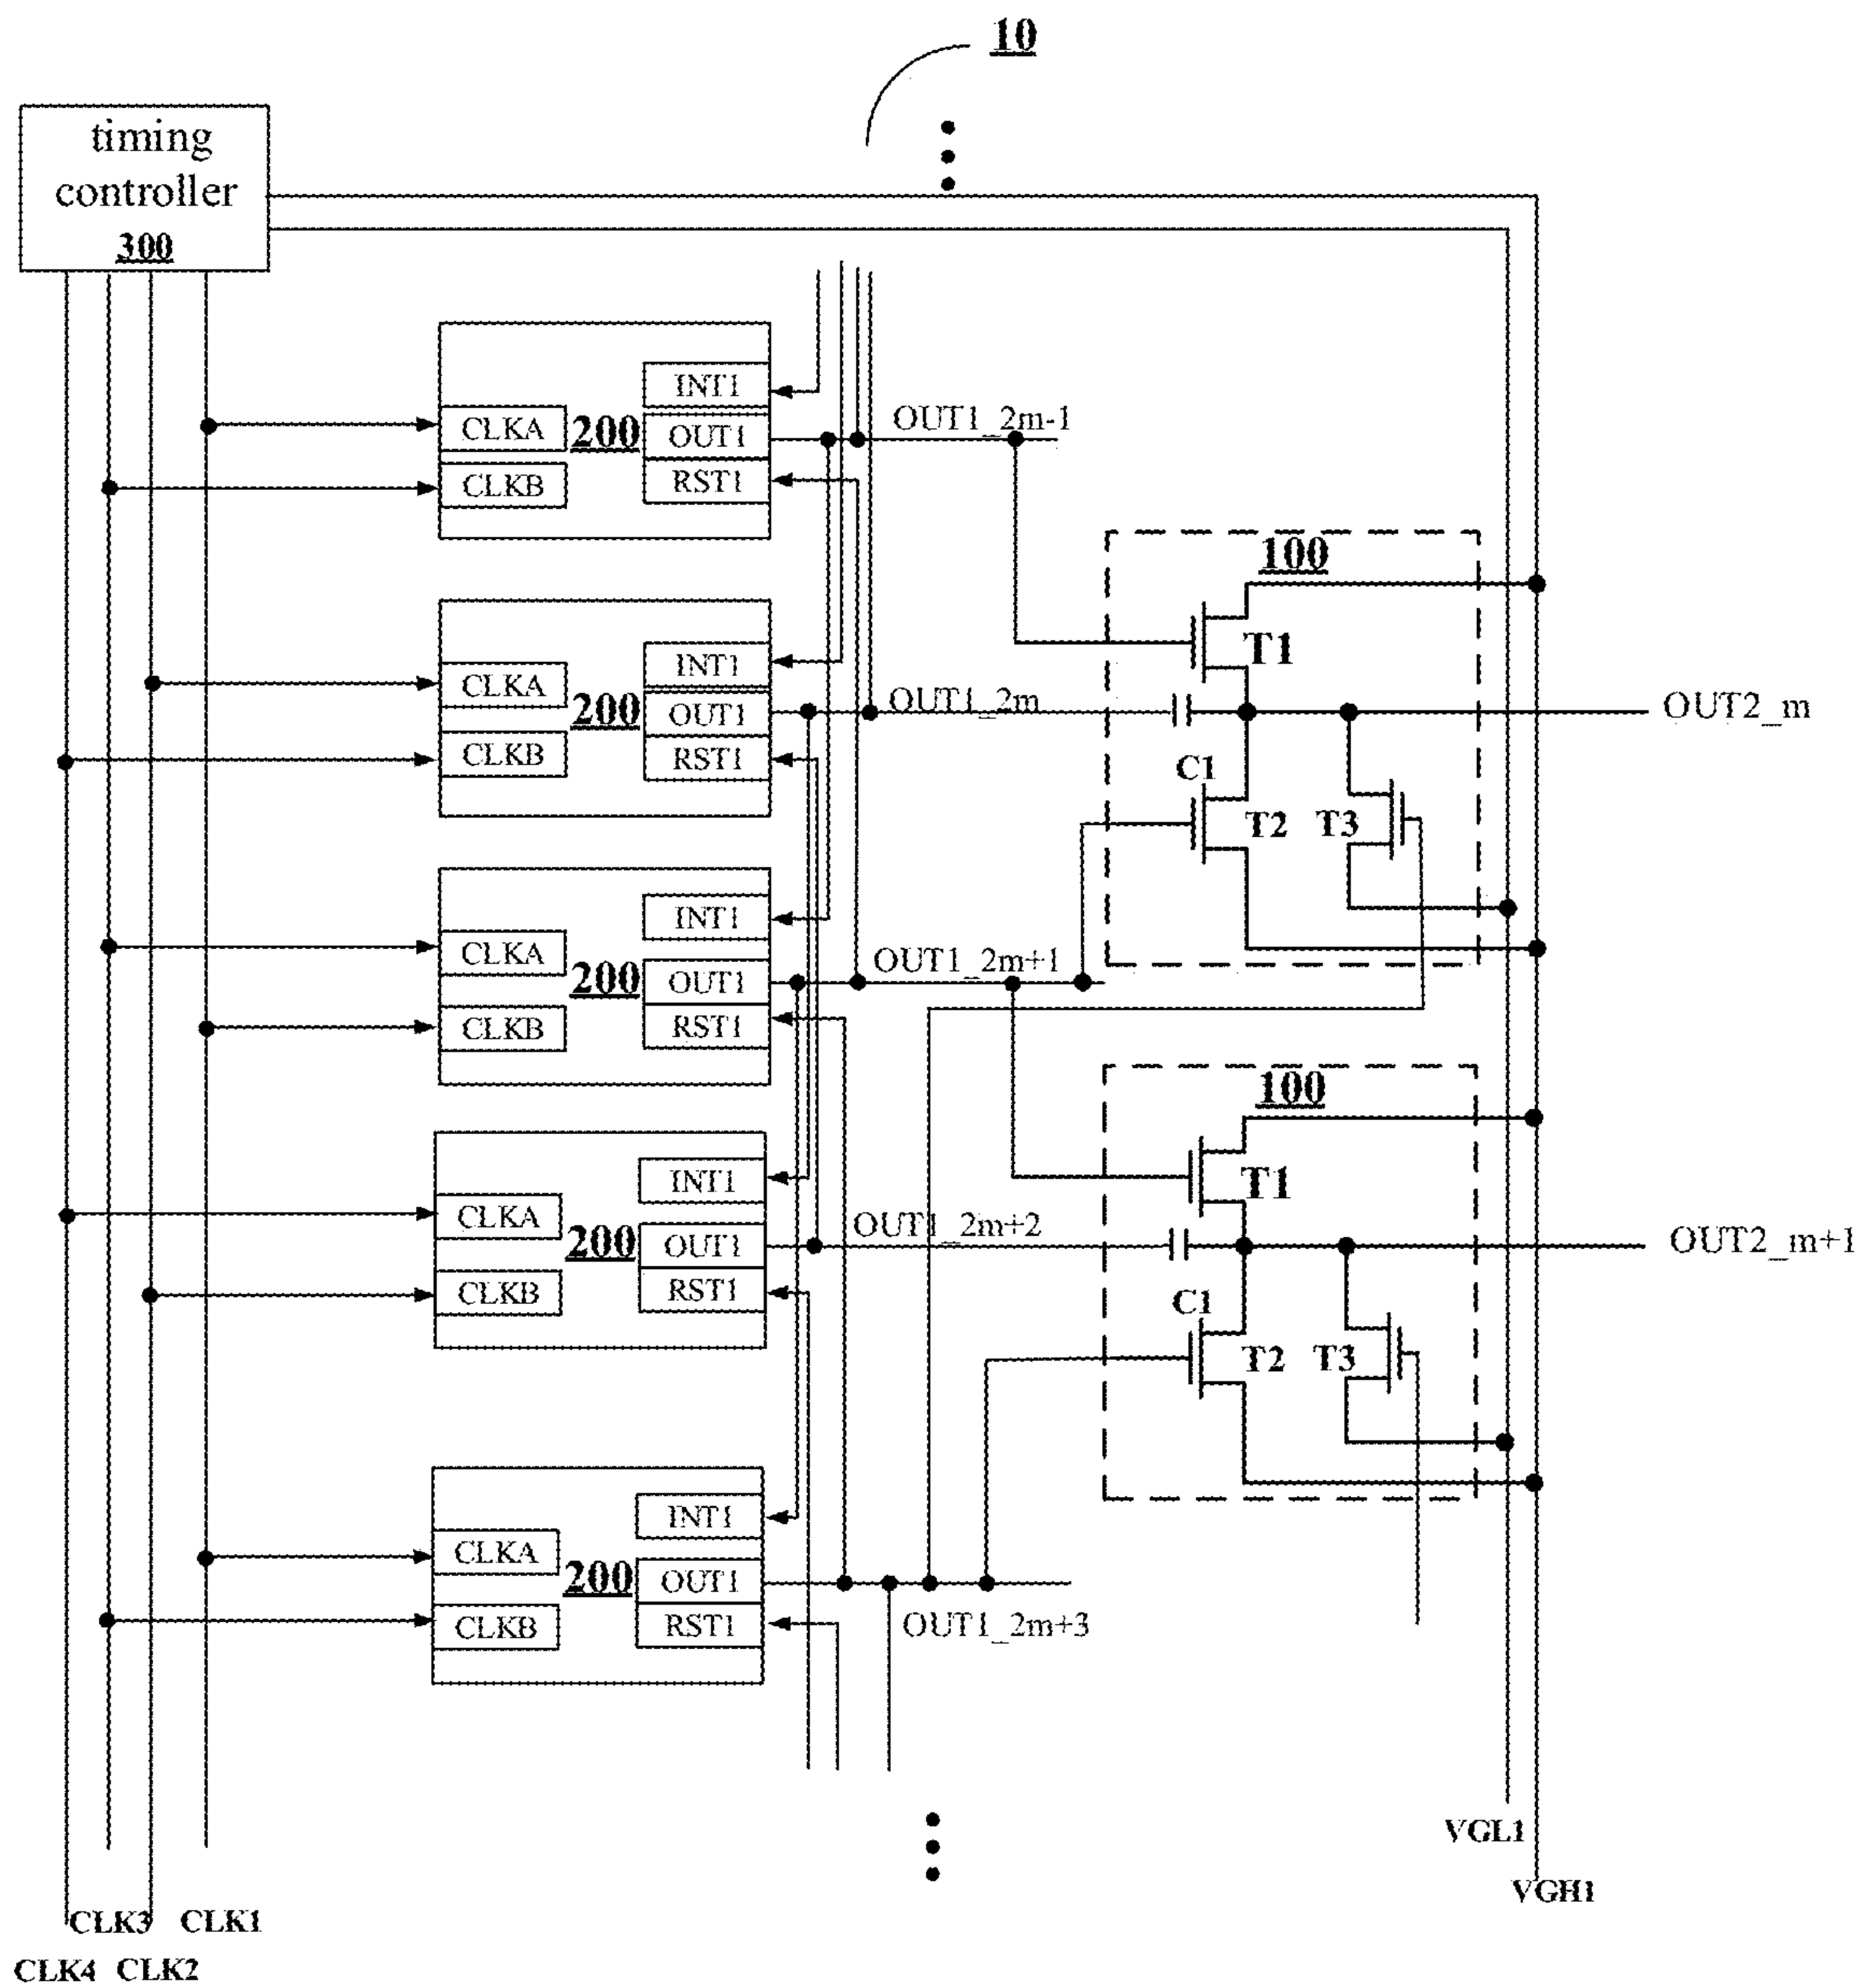 10
timing
controller
300
INT1
CLKA
200
OUT1
OUT1_2m-1
CLKB
RST1
100
T1
INT1
CLKA
200
OUT1
OUT1_2m
OUT2_m
CLKB
RST1
C1
T2
T3
INT1
CLKA
200
OUT1
OUT1_2m+1
CLKB
RST1
100
T1
INT1
CLKA
200
OUT1
OUT1_2m+2
OUT2_m+1
CLKB
RST1
C1
T2
T3
INT1
CLKA
200
OUT1
CLKB
RST1
OUT1_2m+3
VGL1
VGH1
CLK3
CLK1
CLK4
CLK2